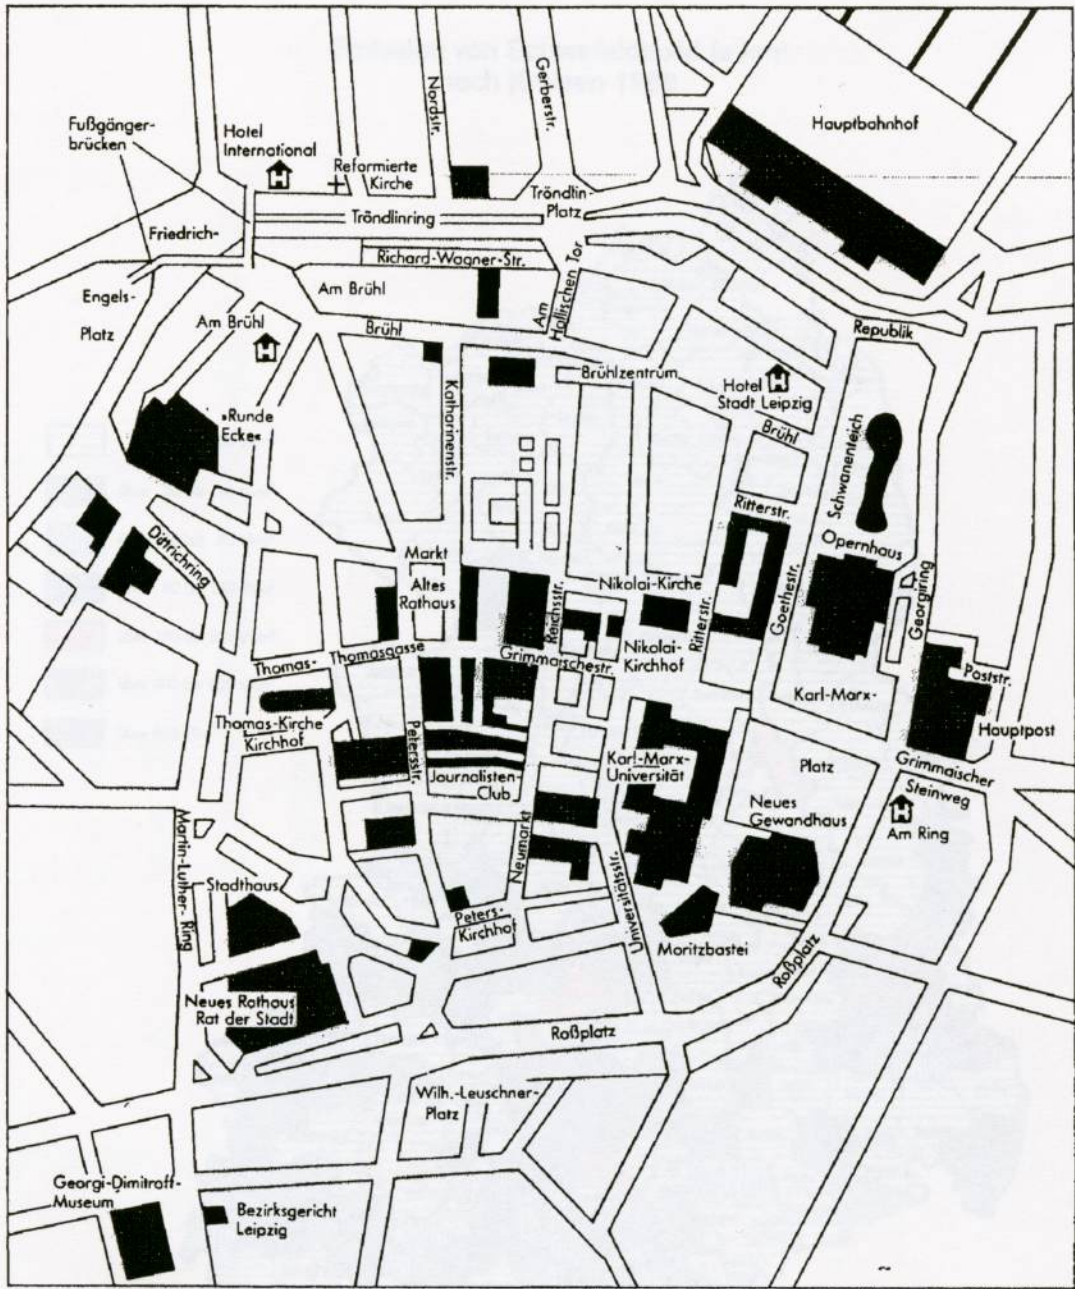 Nordstr.
Gerberstr.
Hauptbahnhof
Fußgänger-
brücken
Hotel
International
H
Reformierte
Kirche
Tröndlin-
Platz
Tröndlinring
Friedrich-
Engels-
Platz
Richard-Wagner-Str.
Am Brühl
Am
Hallischen Tor
Republik
Am Brühl
H
Brühl
Brühlzentrum
Hotel
Stadt Leipzig
H
Brühl
Katharinenstr.
»Runde
Ecke«
Schwanenteich
Ritterstr.
Opernhaus
Dittrichring
Markt
Altes
Rathaus
Reichsstr.
Nikolai-Kirche
Ritterstr.
Goethestr.
Georgiring
Thomas-
Thomasgasse
Grimmaischestr.
Nikolai-
Kirchhof
Karl-Marx-
Platz
Poststr.
Hauptpost
Thomas-Kirche
Kirchhof
Petersstr.
Journalisten-
Club
Karl-Marx-
Universität
Grimmaischer
Steinweg
H
Am Ring
Neues
Gewandhaus
Neumarkt
Martin-Luther-Ring
Stadthaus
Peters-
Kirchhof
Universitätsstr.
Moritzbastei
Roßplatz
Neues Rathaus
Rat der Stadt
Roßplatz
Wilh.-Leuschner-
Platz
Georgi-Dimitroff-
Museum
Bezirksgericht
Leipzig